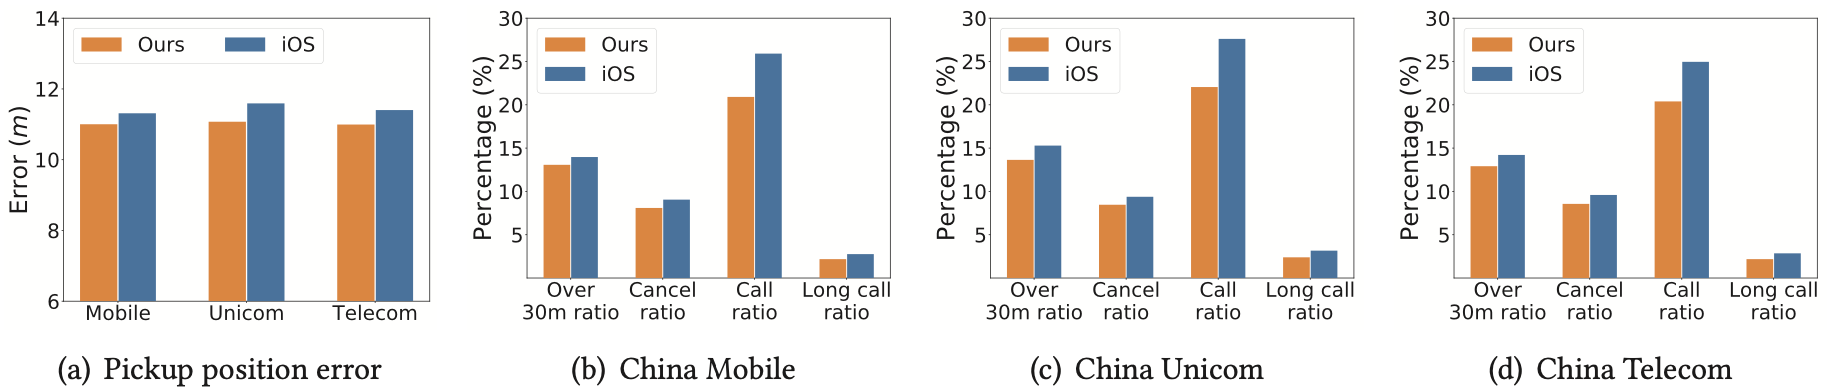 14
12
10
8
6
Error (m)
Ours
iOS
Mobile
Unicom
Telecom
(a) Pickup position error
30
25
20
15
10
5
Percentage (%)
Ours
iOS
Over
30m ratio
Cancel
ratio
Call
ratio
Long call
ratio
(b) China Mobile
30
25
20
15
10
5
Percentage (%)
Ours
iOS
Over
30m ratio
Cancel
ratio
Call
ratio
Long call
ratio
(c) China Unicom
30
25
20
15
10
5
Percentage (%)
Ours
iOS
Over
30m ratio
Cancel
ratio
Call
ratio
Long call
ratio
(d) China Telecom